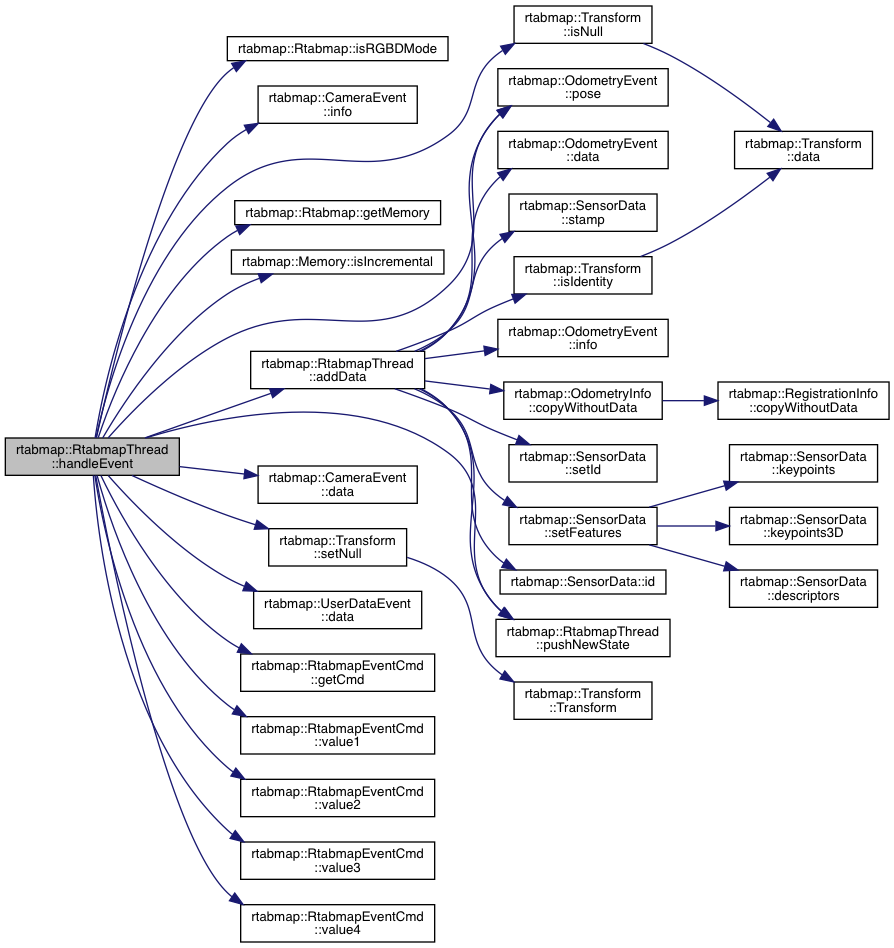 rtabmap::RtabmapThread
::handleEvent
rtabmap::Rtabmap::isRGBDMode
rtabmap::CameraEvent
::info
rtabmap::Rtabmap::getMemory
rtabmap::Memory::isIncremental
rtabmap::RtabmapThread
::addData
rtabmap::CameraEvent
::data
rtabmap::Transform
::setNull
rtabmap::UserDataEvent
::data
rtabmap::RtabmapEventCmd
::getCmd
rtabmap::RtabmapEventCmd
::value1
rtabmap::RtabmapEventCmd
::value2
rtabmap::RtabmapEventCmd
::value3
rtabmap::RtabmapEventCmd
::value4
rtabmap::Transform
::isNull
rtabmap::OdometryEvent
::pose
rtabmap::OdometryEvent
::data
rtabmap::SensorData
::stamp
rtabmap::Transform
::isIdentity
rtabmap::OdometryEvent
::info
rtabmap::OdometryInfo
::copyWithoutData
rtabmap::SensorData
::setId
rtabmap::SensorData
::setFeatures
rtabmap::SensorData::id
rtabmap::RtabmapThread
::pushNewState
rtabmap::Transform
::Transform
rtabmap::Transform
::data
rtabmap::RegistrationInfo
::copyWithoutData
rtabmap::SensorData
::keypoints
rtabmap::SensorData
::keypoints3D
rtabmap::SensorData
::descriptors